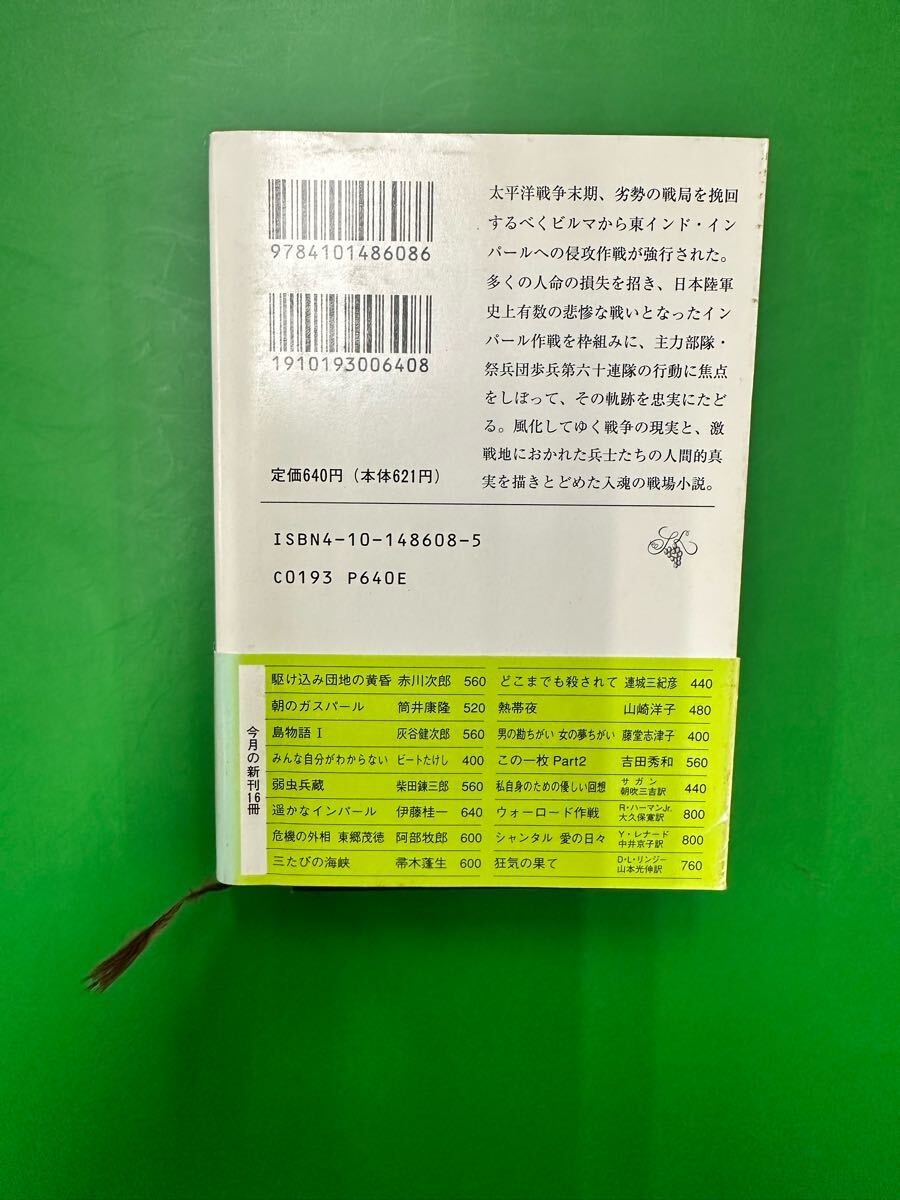 9784101486086
1910193006408
定価640円（本体621円）
太平洋戦争末期、劣勢の戦局を挽回
するべくビルマから東インド・イン
パールへの侵攻作戦が強行された。
多くの人命の損失を招き、日本陸軍
史上有数の悲惨な戦いとなったイン
パール作戦を枠組みに、主力部隊・
祭兵団歩兵第六十連隊の行動に焦点
をしぼって、その軌跡を忠実にたど
る。風化してゆく戦争の現実と、激
戦地におかれた兵士たちの人間的真
実を描きとどめた入魂の戦場小説。
ISBN4-10-148608-5
C0193 P640E
今月の新刊16冊
駆け込み団地の黄昏 赤川次郎 560
朝のガスパール 筒井康隆 520
島物語Ⅰ 灰谷健次郎 560
みんな自分がわからない ビートたけし 400
弱虫兵蔵 柴田錬三郎 560
遥かなインパール 伊藤桂一 640
危機の外相 東郷茂徳 阿部牧郎 600
三たびの海峡 帚木蓬生 600
どこまでも殺されて 連城三紀彦 440
熱帯夜 山崎洋子 480
男の勘ちがい 女の夢ちがい 藤堂志津子 400
この一枚 Part2 吉田秀和 560
私自身のための優しい回想 サガン 朝吹三吉訳 440
ウォーロード作戦 R・ハーマンJr. 大久保寛訳 800
シャンタル 愛の日々 Y・レナード 中井京子訳 800
狂気の果て D・L・リンジー 山本光伸訳 760